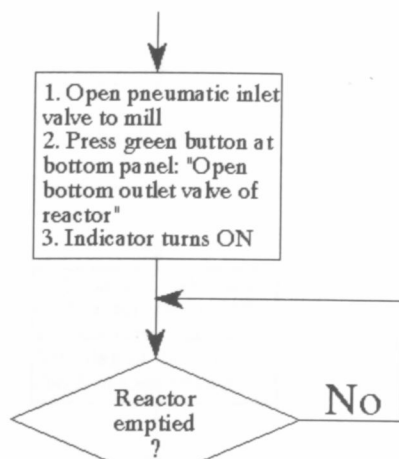 1. Open pneumatic inlet
valve to mill
2. Press green button at
bottom panel: "Open
bottom outlet valve of
reactor"
3. Indicator turns ON
Reactor
emptied
?
No